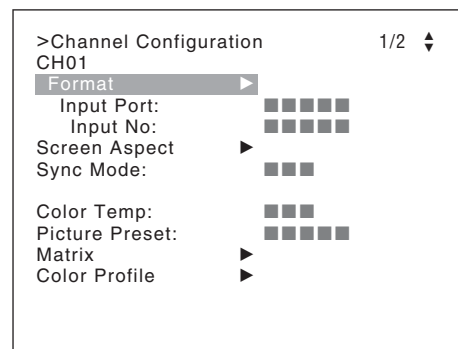 >Channel Configuration 1/2
CH01
Format
Input Port:
Input No:
Screen Aspect
Sync Mode:
Color Temp:
Picture Preset:
Matrix
Color Profile